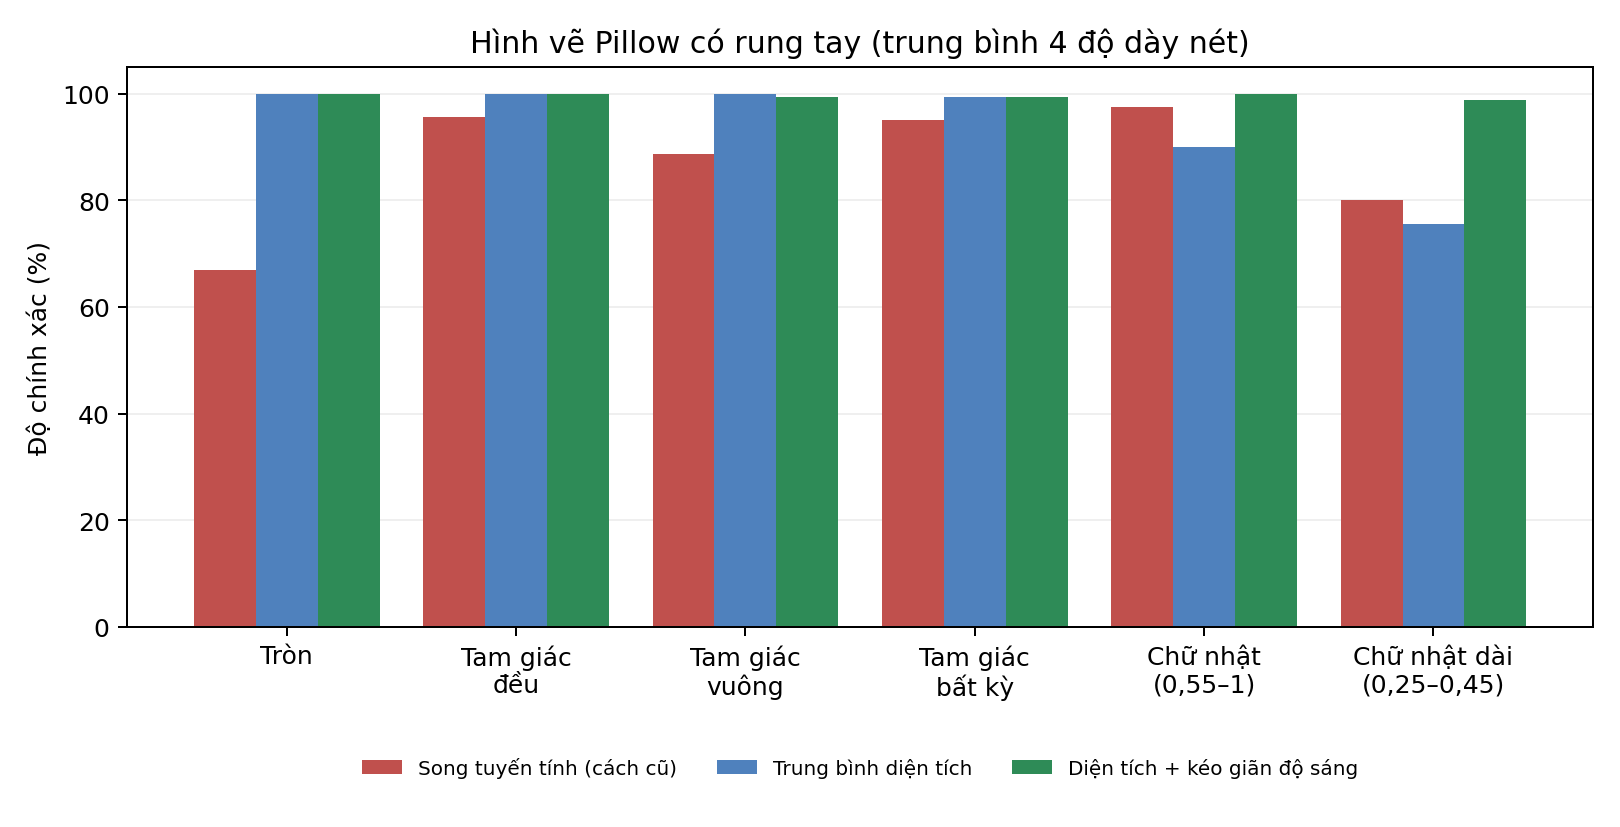 Hình vẽ Pillow có rung tay (trung bình 4 độ dày nét)
Độ chính xác (%)
100
80
60
40
20
0
Tròn
Tam giác
đều
Tam giác
vuông
Tam giác
bất kỳ
Chữ nhật
(0,55–1)
Chữ nhật dài
(0,25–0,45)
Song tuyến tính (cách cũ)
Trung bình diện tích
Diện tích + kéo giãn độ sáng